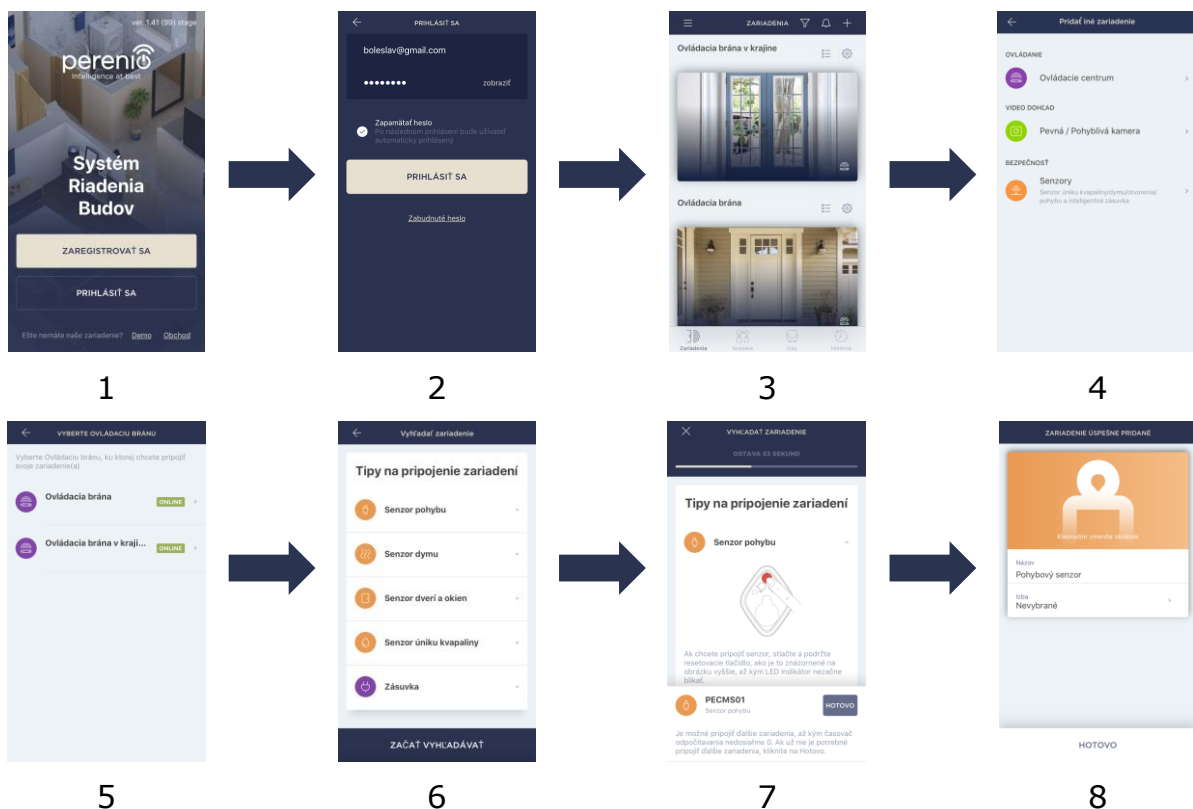 ver. 1.41 (99) stage
perenio
Intelligence at best
Systém
Riadenia
Budov
ZAREGISTROVAŤ SA
PRIHLÁSIŤ SA
Ešte nemáte naše zariadenie? Demo Obchod
1
PRIHLÁSIŤ SA
boleslav@gmail.com
•••••••• zobraziť
Zapamätať heslo
Po následnom prihlásení bude užívateľ
automaticky prihlásený
PRIHLÁSIŤ SA
Zabudnuté heslo
2
ZARIADENIA
Ovládacia brána v krajine
Ovládacia brána
Zariadenia Scenáre Izby História
3
Pridať iné zariadenie
OVLÁDANIE
Ovládacie centrum
VIDEO DOHĽAD
Pevná / Pohyblivá kamera
BEZPEČNOSŤ
Senzory
Senzor úniku kvapaliny/dymu/otvorenia/
pohybu a inteligentná zásuvka
4
VYBERTE OVLÁDACIU BRÁNU
Vyberte Ovládaciu bránu, ku ktorej chcete pripojiť
svoje zariadenie(a)
Ovládacia brána ONLINE
Ovládacia brána v kraji... ONLINE
5
Vyhľadať zariadenie
Tipy na pripojenie zariadení
Senzor pohybu
Senzor dymu
Senzor dverí a okien
Senzor úniku kvapaliny
Zásuvka
ZAČAŤ VYHĽADÁVAŤ
6
VYHĽADAŤ ZARIADENIE
OSTAVA 53 SEKUND
Tipy na pripojenie zariadení
Senzor pohybu
Ak chcete pripojiť senzor, stlačte a podržte
resetovacie tlačidlo, ako je to znázornené na
obrázku vyššie, až kým LED indikátor nezačne
blikať.
PECMS01
Senzor pohybu
HOTOVO
Je možné pripojiť ďalšie zariadenia, až kým časovač
odpočítavania nedosiahne 0. Ak už nie je potrebné
pripojiť ďalšie zariadenia, kliknite na Hotovo.
7
ZARIADENIE ÚSPEŠNE PRIDANÉ
Klepnutím zmeníte obrázok
Názov
Pohybový senzor
Izba
Nevybrané
HOTOVO
8